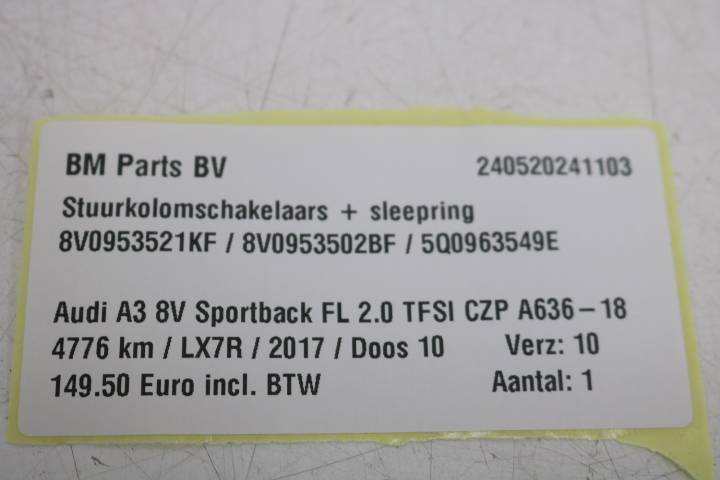 BM Parts BV 240520241103
Stuurkolomschakelaars + sleepring
8V0953521KF / 8V0953502BF / 5Q0963549E
Audi A3 8V Sportback FL 2.0 TFSI CZP A636-18
4776 km / LX7R / 2017 / Doos 10 Verz: 10
149.50 Euro incl. BTW Aantal: 1